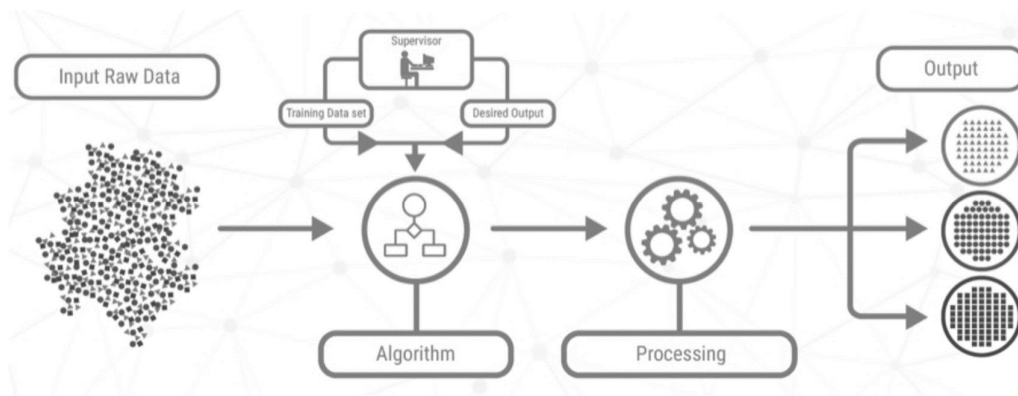 Input Raw Data
Supervisor
Training Data set
Desired Output
Output
Algorithm
Processing